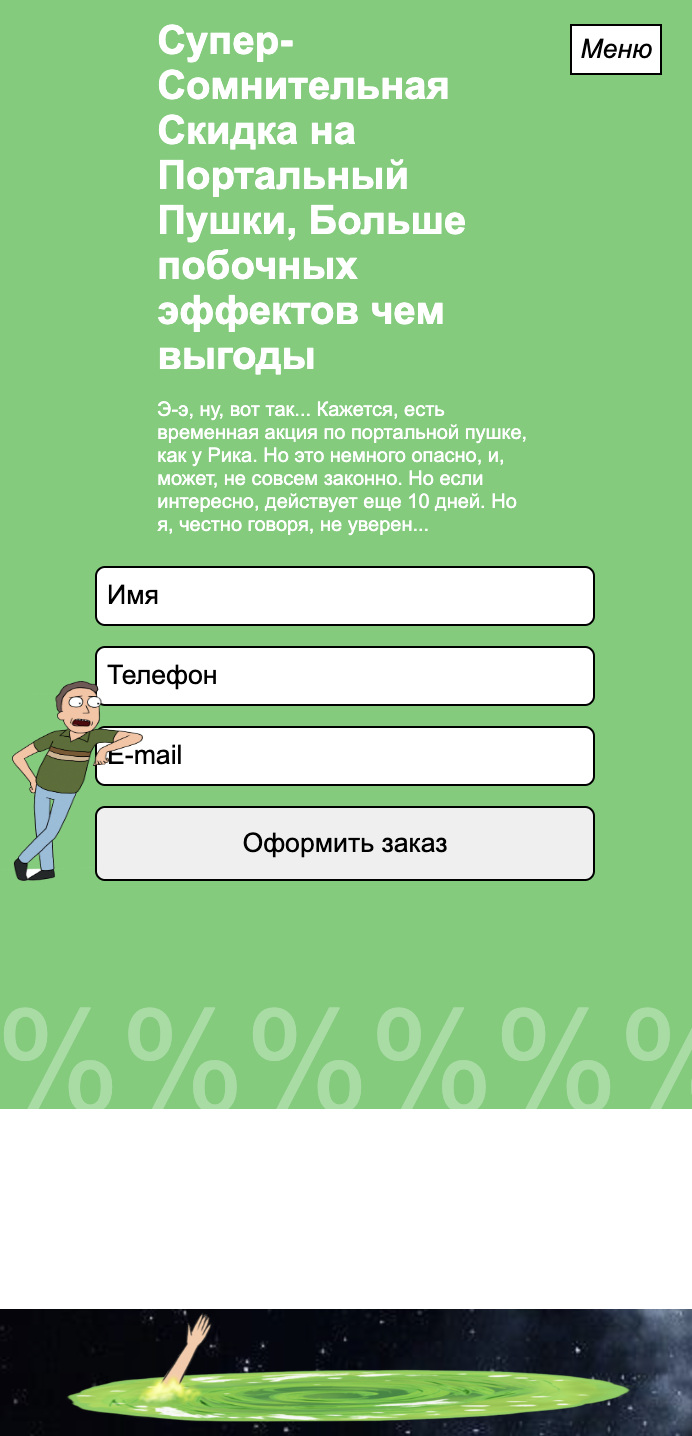 Супер-
Сомнительная
Скидка на
Портальный
Пушки, Больше
побочных
эффектов чем
выгоды
Меню
Э-э, ну, вот так... Кажется, есть
временная акция по портальной пушке,
как у Рика. Но это немного опасно, и,
может, не совсем законно. Но если
интересно, действует еще 10 дней. Но
я, честно говоря, не уверен...
Имя
Телефон
E-mail
Оформить заказ
%%%%%%